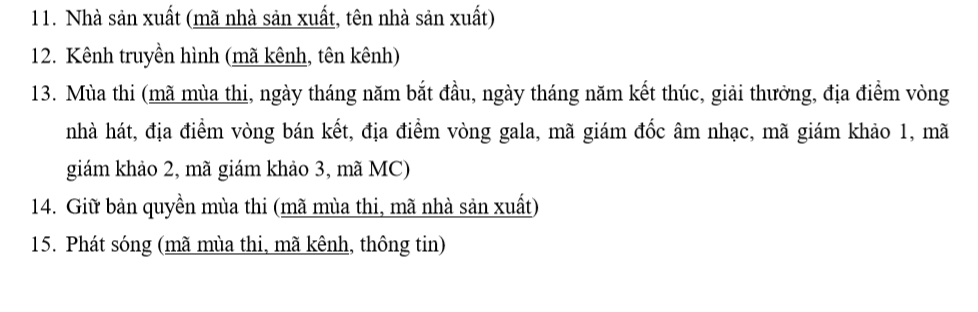 11. Nhà sản xuất (mã nhà sản xuất, tên nhà sản xuất)
12. Kênh truyền hình (mã kênh, tên kênh)
13. Mùa thi (mã mùa thi, ngày tháng năm bắt đầu, ngày tháng năm kết thúc, giải thưởng, địa điểm vòng
nhà hát, địa điểm vòng bán kết, địa điểm vòng gala, mã giám đốc âm nhạc, mã giám khảo 1, mã
giám khảo 2, mã giám khảo 3, mã MC)
14. Giữ bản quyền mùa thi (mã mùa thi, mã nhà sản xuất)
15. Phát sóng (mã mùa thi, mã kênh, thông tin)